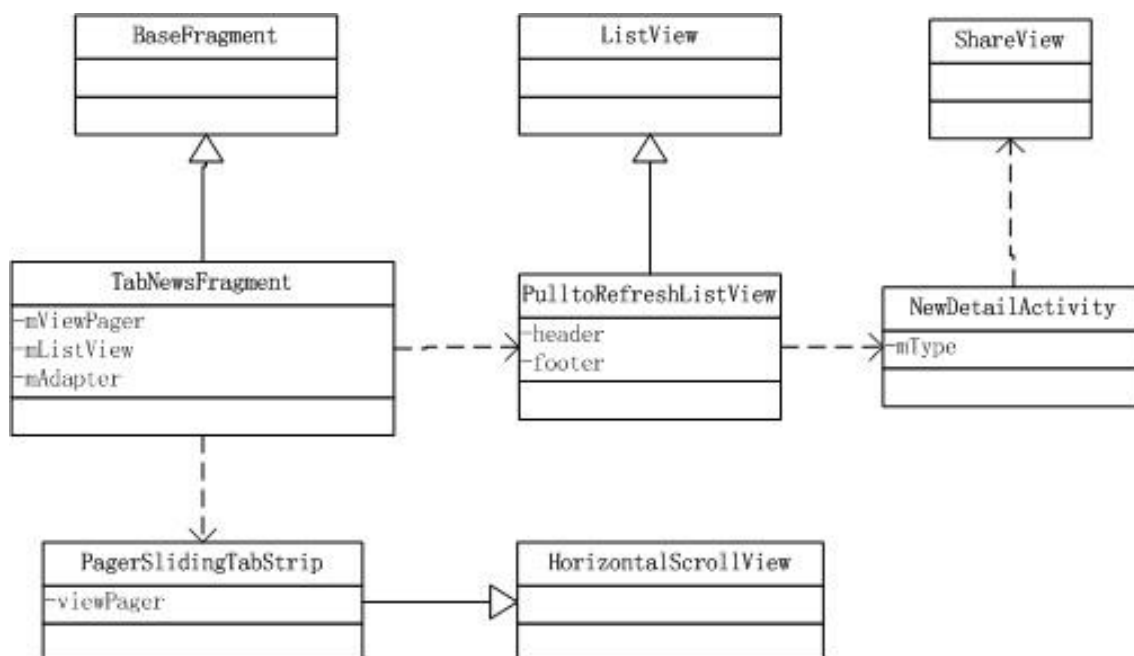 BaseFragment
ListView
ShareView
TabNewsFragment
-mViewPager
-mListView
-mAdapter
PulltoRefreshListView
-header
-footer
NewDetailActivity
-mType
PagerSlidingTabStrip
-viewPager
HorizontalScrollView